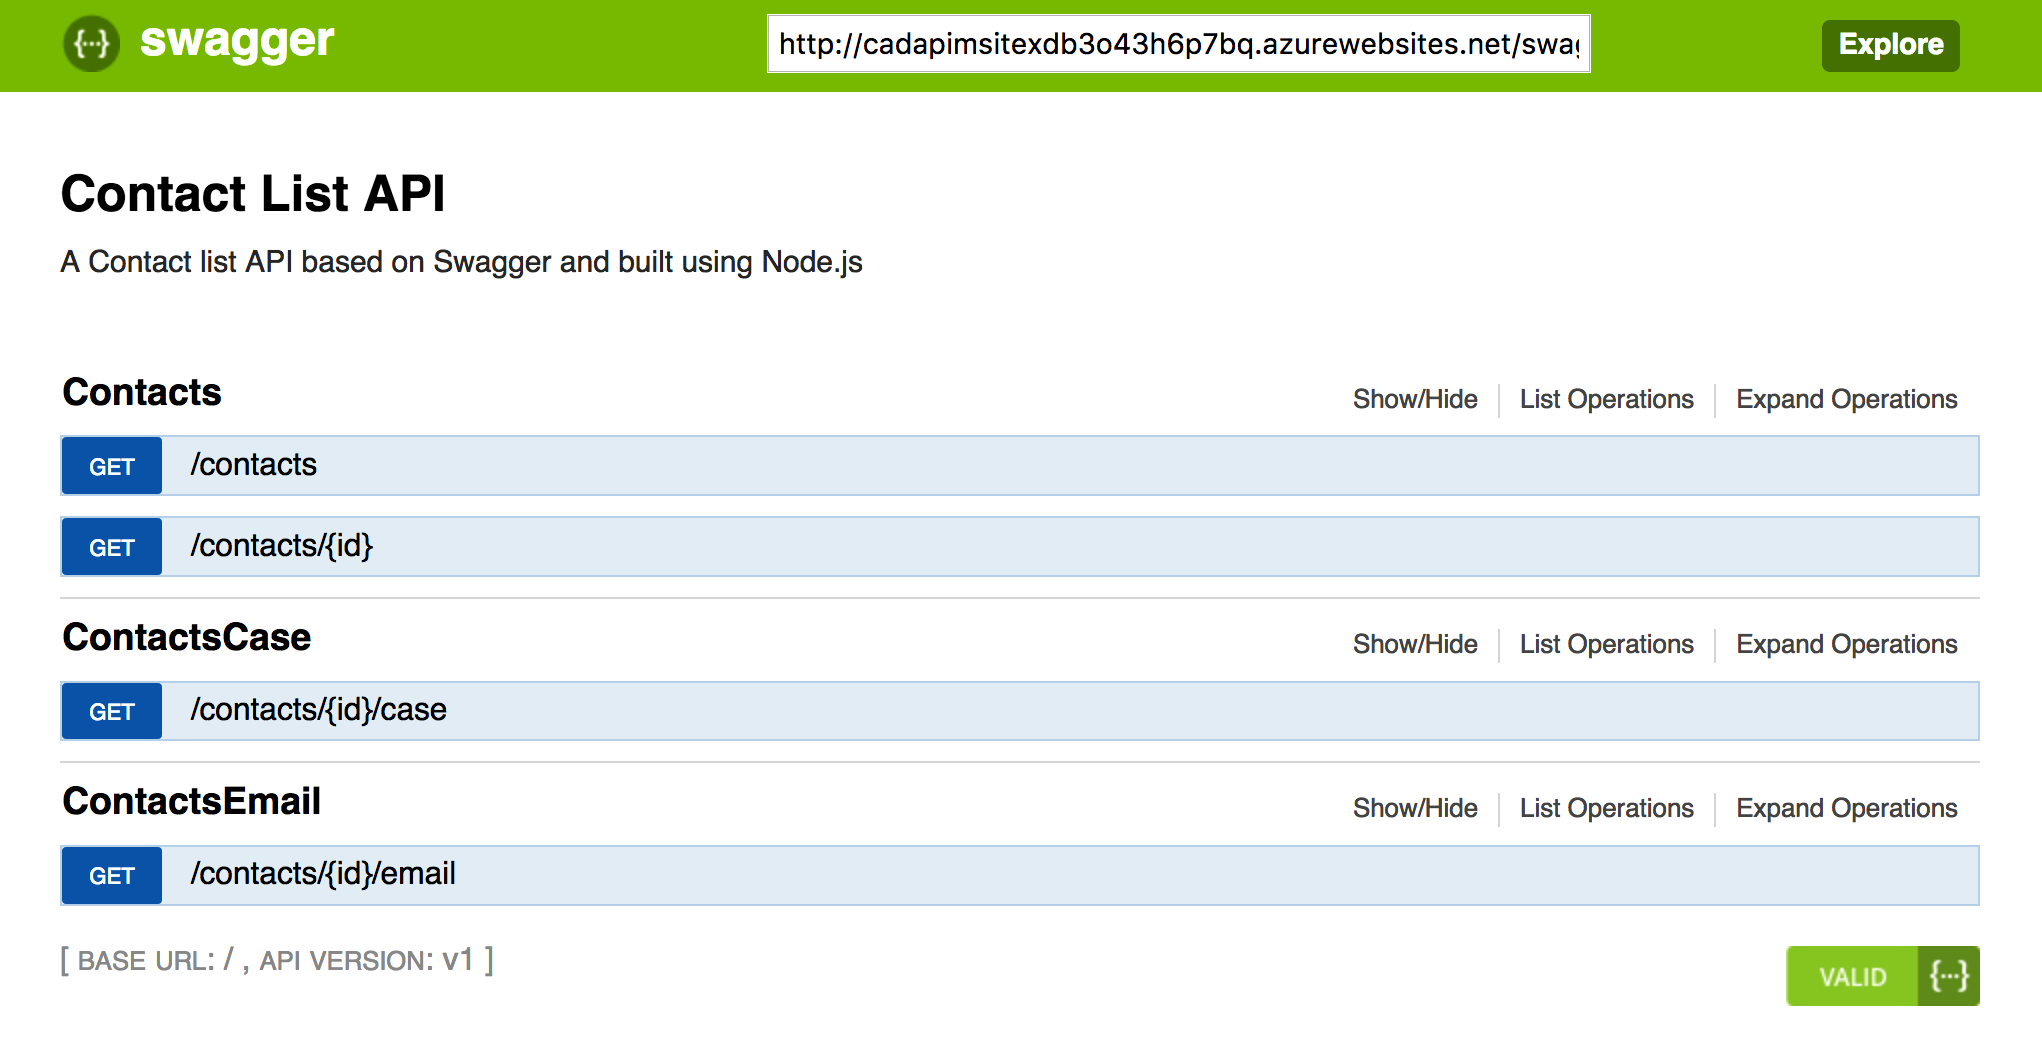 {···} swagger http://cadapimsitexdb3o43h6p7bq.azurewebsites.net/swa Explore
Contact List API
A Contact list API based on Swagger and built using Node.js
Contacts Show/Hide List Operations Expand Operations
GET /contacts
GET /contacts/{id}
ContactsCase Show/Hide List Operations Expand Operations
GET /contacts/{id}/case
ContactsEmail Show/Hide List Operations Expand Operations
GET /contacts/{id}/email
[ BASE URL: / , API VERSION: v1 ]
VALID {···}